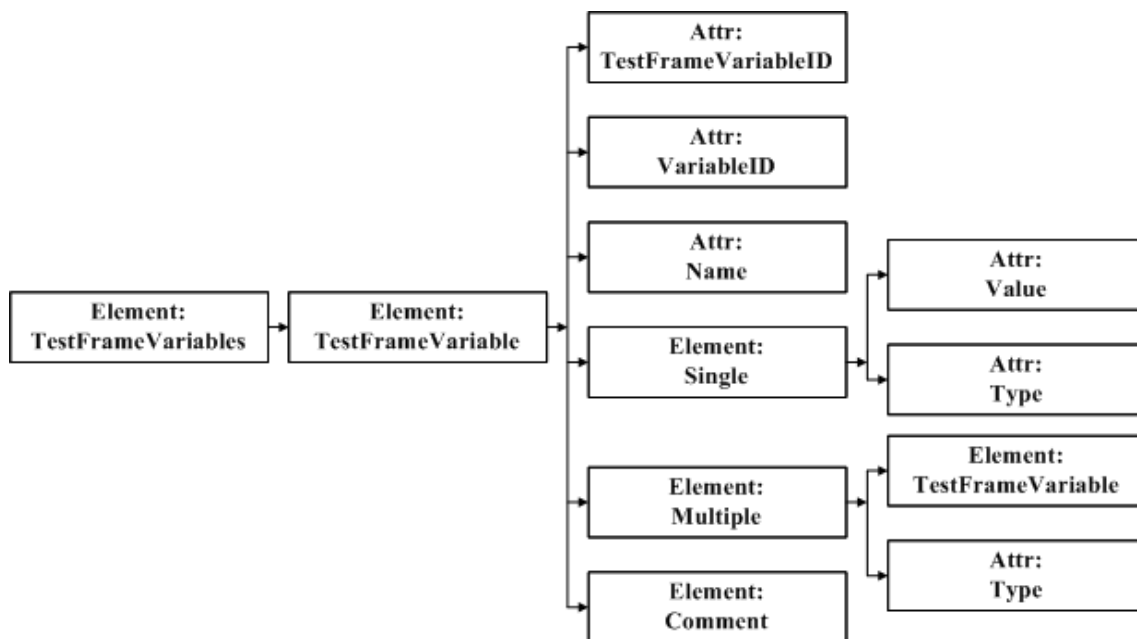 Element:
TestFrameVariables
Element:
TestFrameVariable
Attr:
TestFrameVariableID
Attr:
VariableID
Attr:
Name
Element:
Single
Attr:
Value
Attr:
Type
Element:
Multiple
Element:
TestFrameVariable
Attr:
Type
Element:
Comment